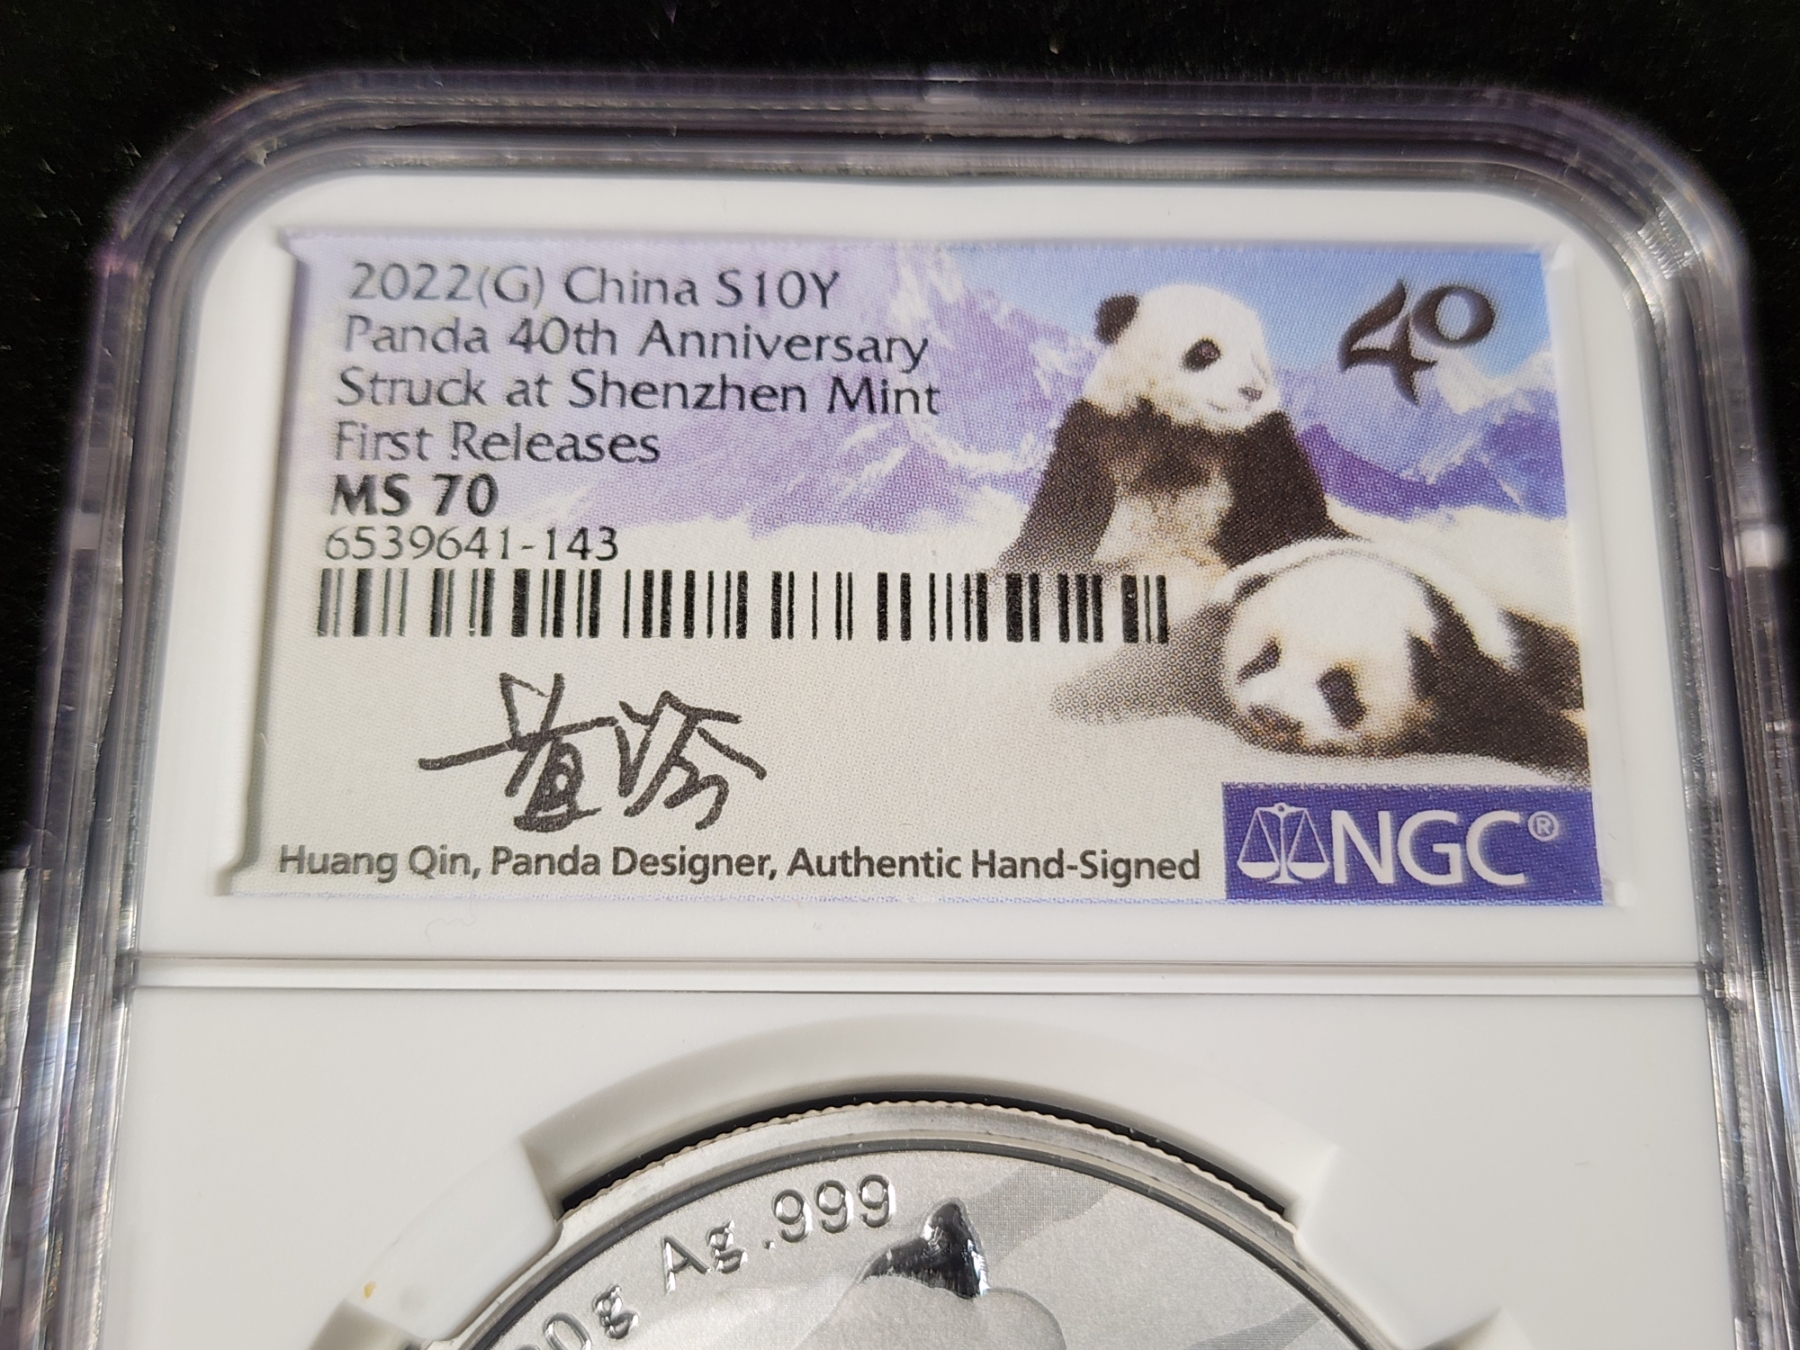 2022(G) China S10Y
Panda 40th Anniversary
Struck at Shenzhen Mint
First Releases
MS 70
6539641-143
40
Huang Qin, Panda Designer, Authentic Hand-Signed
NGC®
g Ag.999